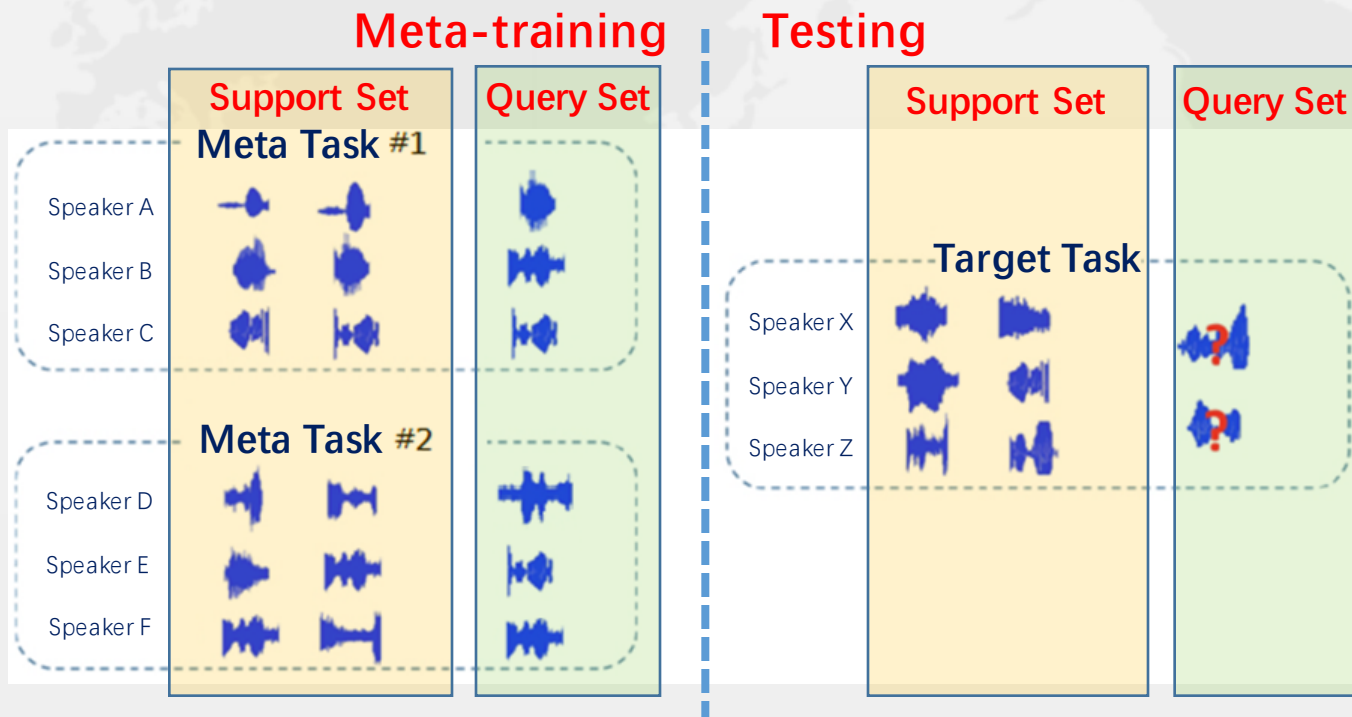 Meta-training
Testing
Support Set
Query Set
Meta Task #1
Speaker A
Speaker B
Speaker C
Meta Task #2
Speaker D
Speaker E
Speaker F
Support Set
Query Set
Target Task
Speaker X
Speaker Y
Speaker Z
?
?